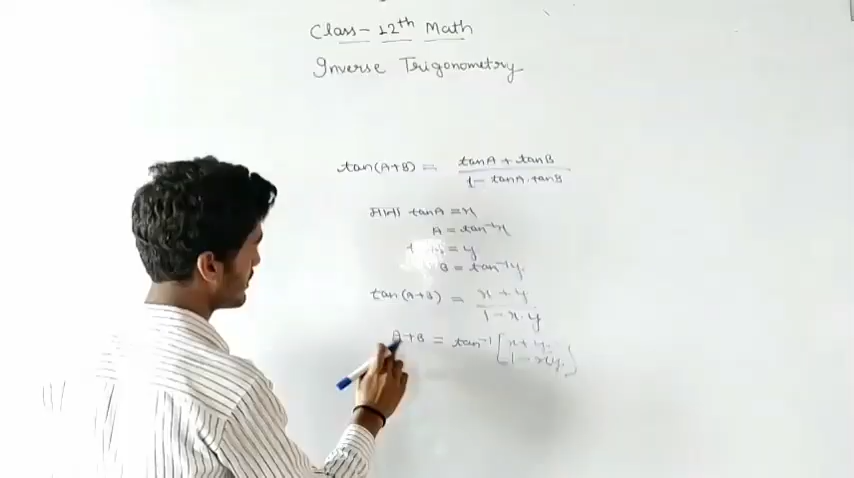 Class- 12th Math
Inverse Trigonometry
tan(A+B) = tanA + tanB / 1- tanA.tanB
माना tanA = x
A = tan⁻¹x
= y
B = tan⁻¹y.
tan(A+B) = x + y / 1 - x.y
A+B = tan⁻¹ [x + y / 1 - xy.]